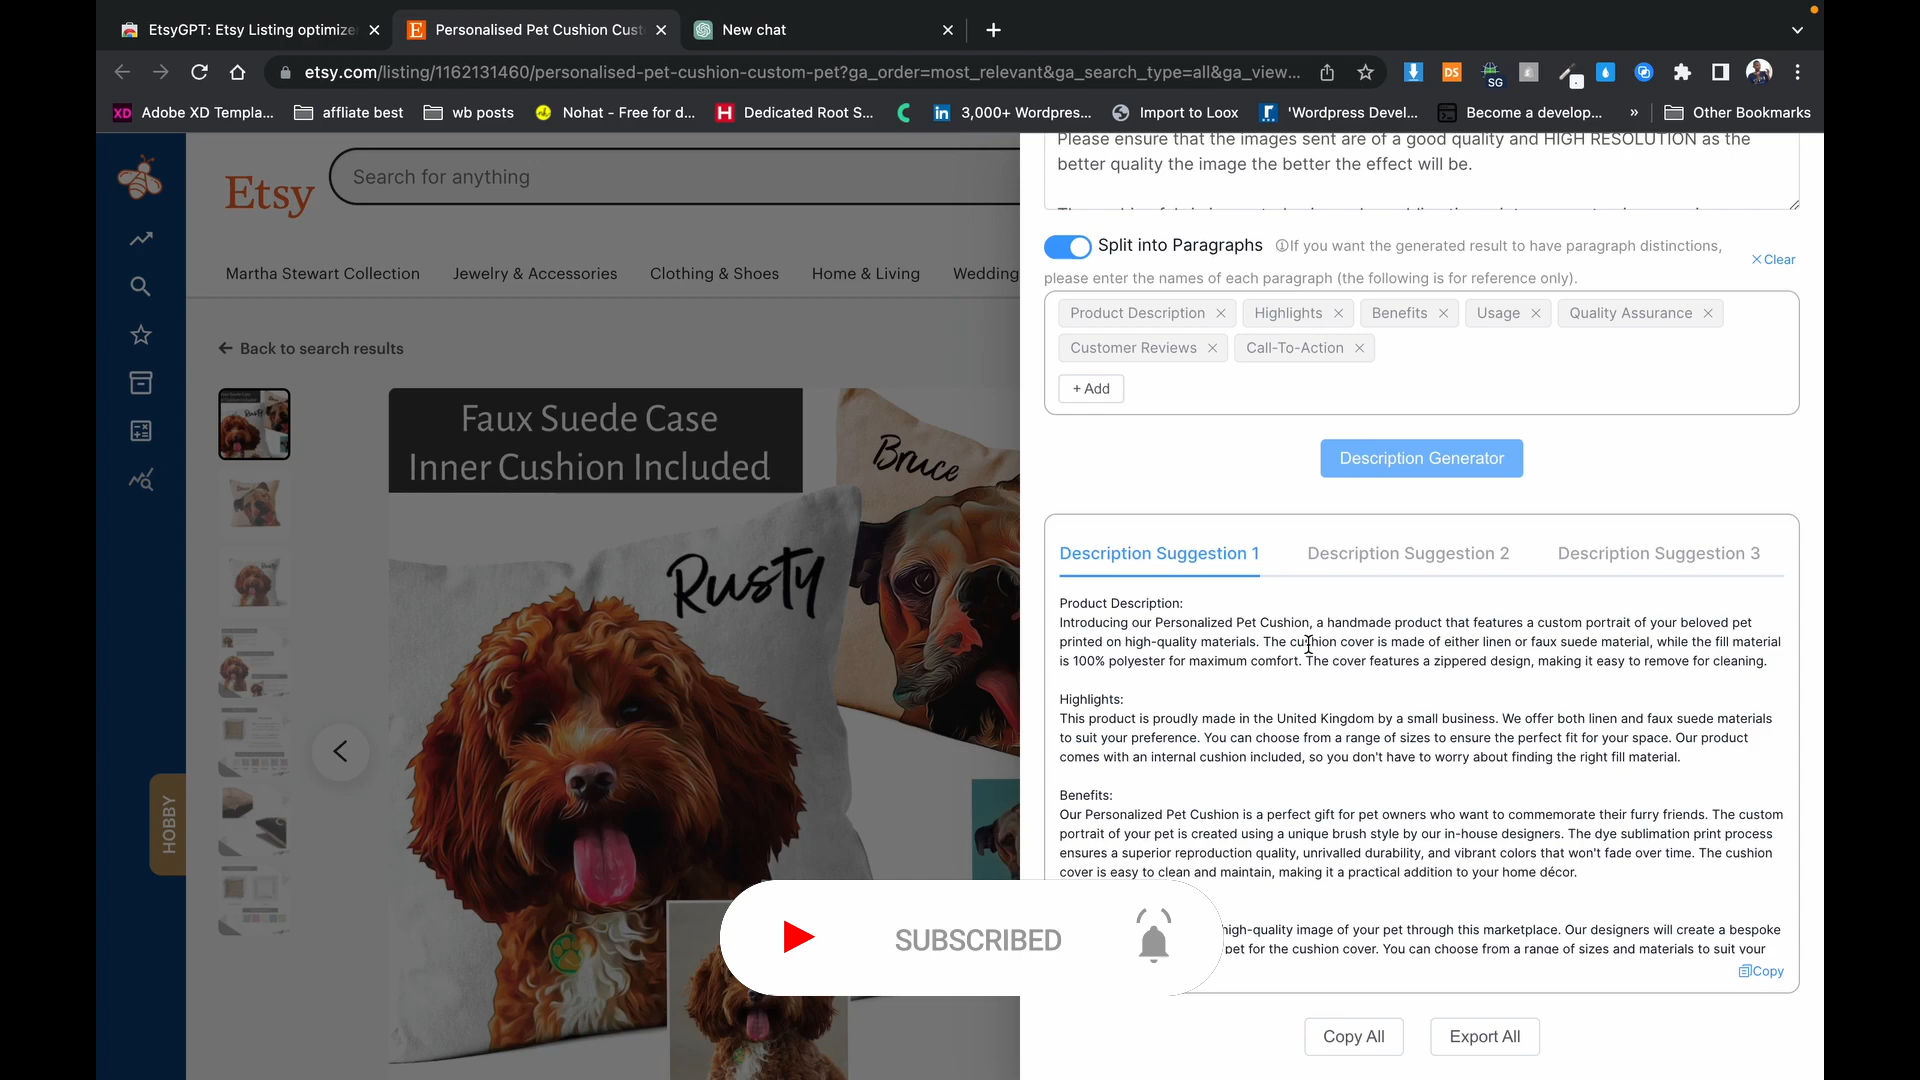 EtsyGPT: Etsy Listing optimize
Personalised Pet Cushion Cust
New chat
etsy.com/listing/1162131460/personalised-pet-cushion-custom-pet?ga_order=most_relevant&ga_search_type=all&ga_view...
DS
SG
XD Adobe XD Templa...
affliate best
wb posts
Nohat - Free for d...
H Dedicated Root S...
in 3,000+ Wordpres...
Import to Loox
r. 'Wordpress Devel...
Become a develop...
»
Other Bookmarks
Etsy
Search for anything
Martha Stewart Collection
Jewelry & Accessories
Clothing & Shoes
Home & Living
Wedding
Back to search results
Faux Suede Case
Inner Cushion Included
Bruce
Rusty
HOBBY
Please ensure that the images sent are of a good quality and HIGH RESOLUTION as the
better quality the image the better the effect will be.
Split into Paragraphs
If you want the generated result to have paragraph distinctions,
please enter the names of each paragraph (the following is for reference only).
Clear
Product Description
Highlights
Benefits
Usage
Quality Assurance
Customer Reviews
Call-To-Action
+ Add
Description Generator
Description Suggestion 1
Description Suggestion 2
Description Suggestion 3
Product Description:
Introducing our Personalized Pet Cushion, a handmade product that features a custom portrait of your beloved pet
printed on high-quality materials. The cushion cover is made of either linen or faux suede material, while the fill material
is 100% polyester for maximum comfort. The cover features a zippered design, making it easy to remove for cleaning.
Highlights:
This product is proudly made in the United Kingdom by a small business. We offer both linen and faux suede materials
to suit your preference. You can choose from a range of sizes to ensure the perfect fit for your space. Our product
comes with an internal cushion included, so you don't have to worry about finding the right fill material.
Benefits:
Our Personalized Pet Cushion is a perfect gift for pet owners who want to commemorate their furry friends. The custom
portrait of your pet is created using a unique brush style by our in-house designers. The dye sublimation print process
ensures a superior reproduction quality, unrivalled durability, and vibrant colors that won't fade over time. The cushion
cover is easy to clean and maintain, making it a practical addition to your home décor.
high-quality image of your pet through this marketplace. Our designers will create a bespoke
pet for the cushion cover. You can choose from a range of sizes and materials to suit your
Copy
SUBSCRIBED
Copy All
Export All